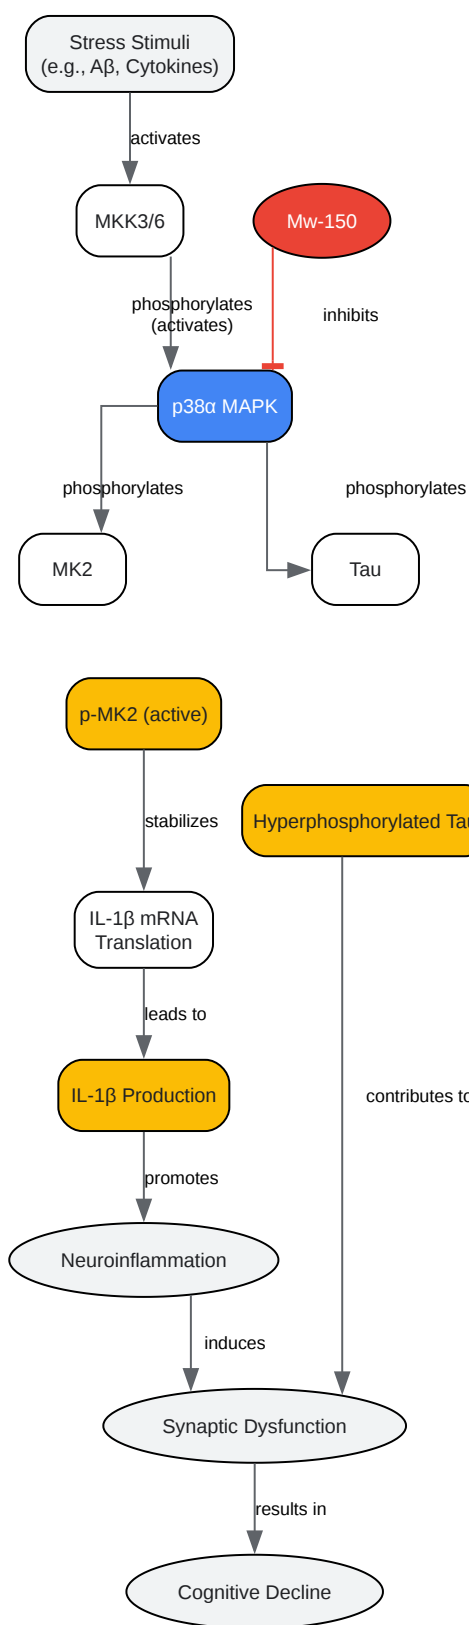 Stress Stimuli
(e.g., Aβ, Cytokines)
activates
MKK3/6
Mw-150
phosphorylates
(activates)
inhibits
p38α MAPK
phosphorylates
phosphorylates
MK2
Tau
p-MK2 (active)
stabilizes
Hyperphosphorylated Tau
IL-1β mRNA
Translation
leads to
IL-1β Production
contributes to
promotes
Neuroinflammation
induces
Synaptic Dysfunction
results in
Cognitive Decline